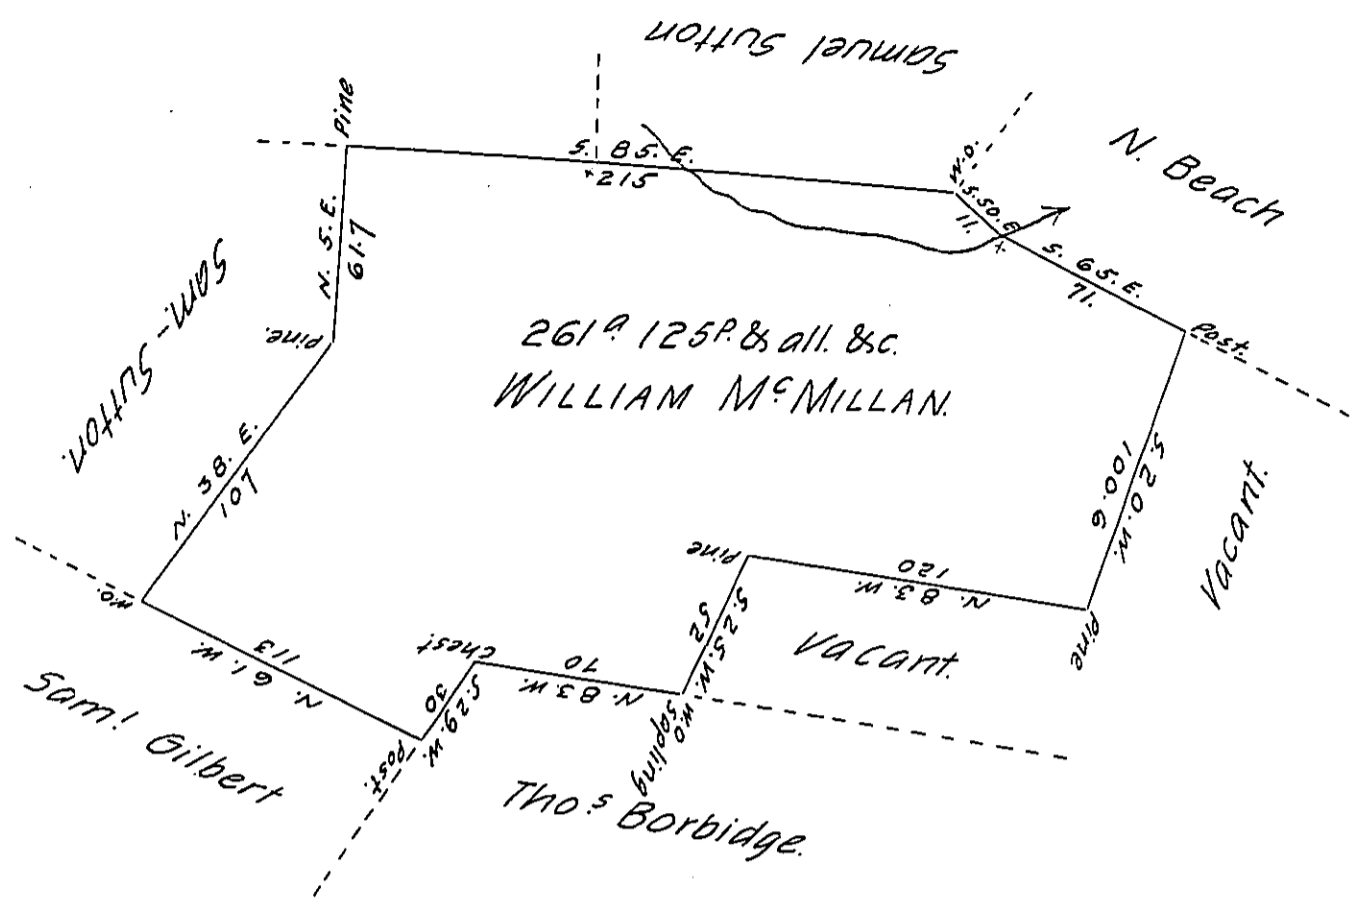 Samuel Sutton
N. Beach
Pine
S. 85. E.
215
W.O.
S. 50. E
11.
S. 65. E.
71.
Post.
N. 5. E.
61.7
Pine.
Sam. Sutton.
261a. 125P. & all. &c.
WILLIAM McMILLAN.
N. 38. E.
107
S. 20. W.
100.6
Vacant.
Pine
120
N. 83. W.
Pine
Pine
S. 25. W.
52
Vacant.
W.O.
113
N. 61. W.
Chest
S. 29. W.
30
70
N. 83. W.
W.O
Sapling
Post.
Saml Gilbert
Thos. Borbidge.